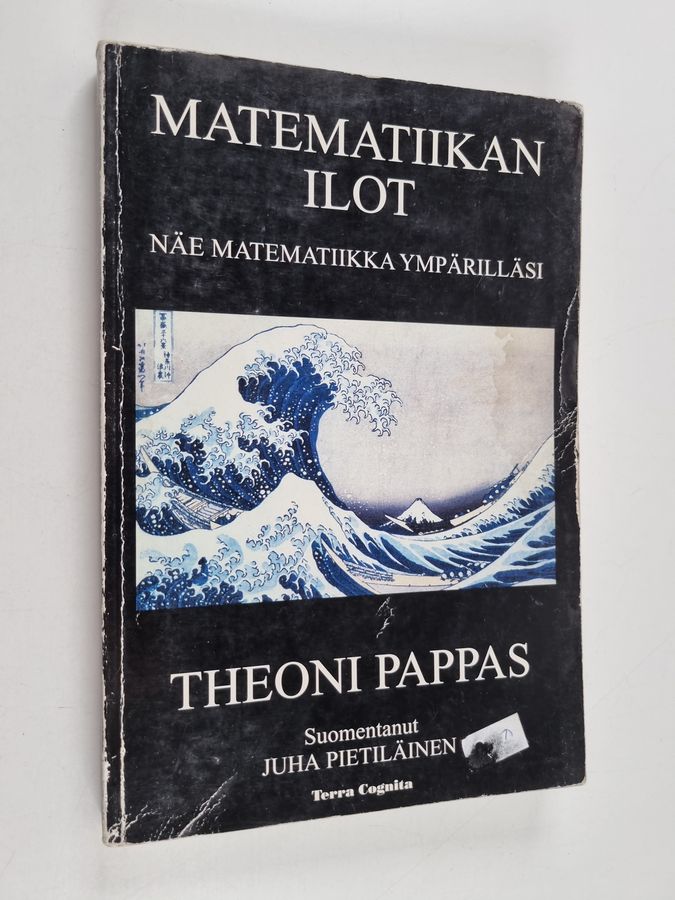 MATEMATIIKAN
ILOT
NÄE MATEMATIIKKA YMPÄRILLÄSI
THEONI PAPPAS
Suomentanut
JUHA PIETILÄINEN
Terra Cognita